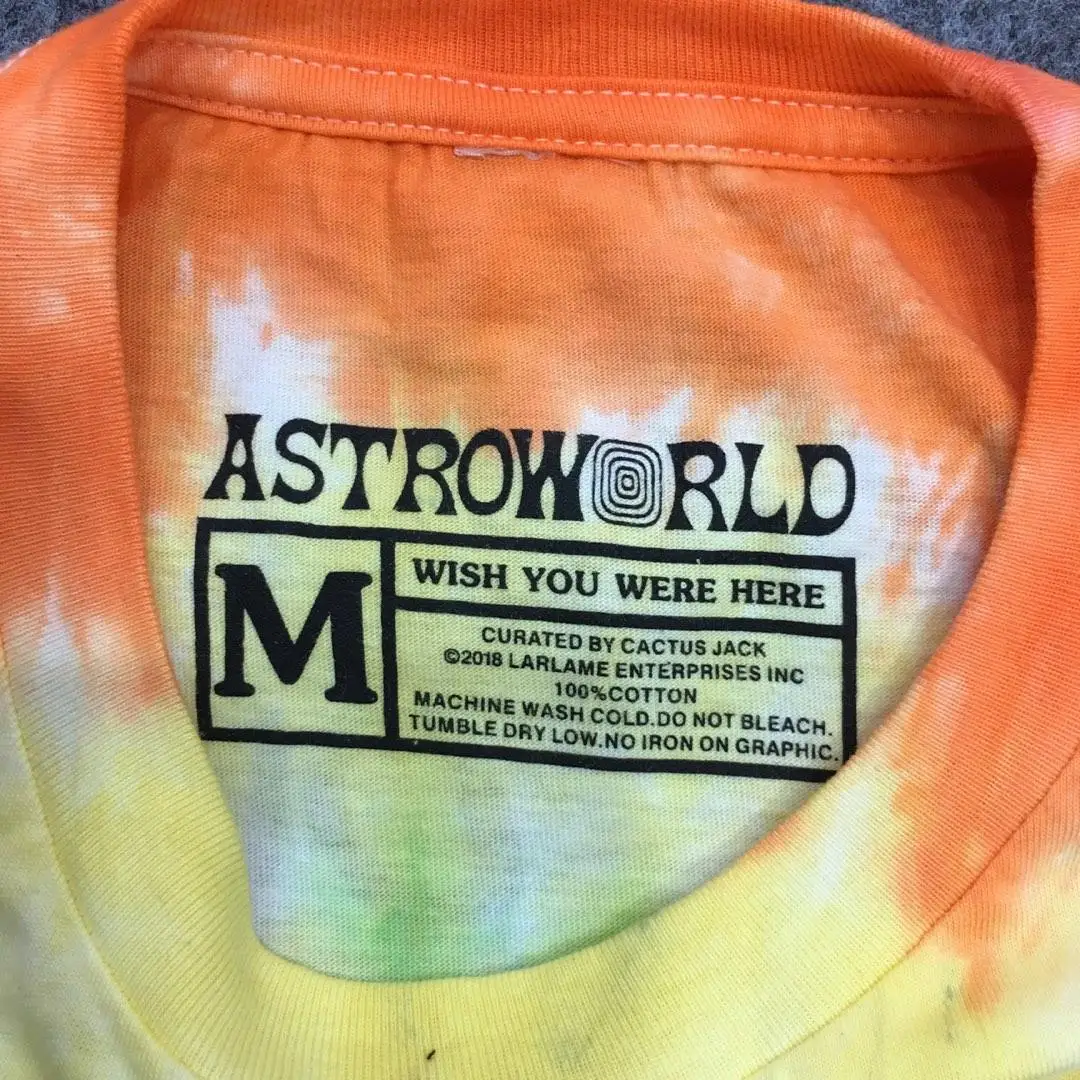 ASTROWORLD
M
WISH YOU WERE HERE
CURATED BY CACTUS JACK
©2018 LARLAME ENTERPRISES INC
100%COTTON
MACHINE WASH COLD.DO NOT BLEACH.
TUMBLE DRY LOW.NO IRON ON GRAPHIC.